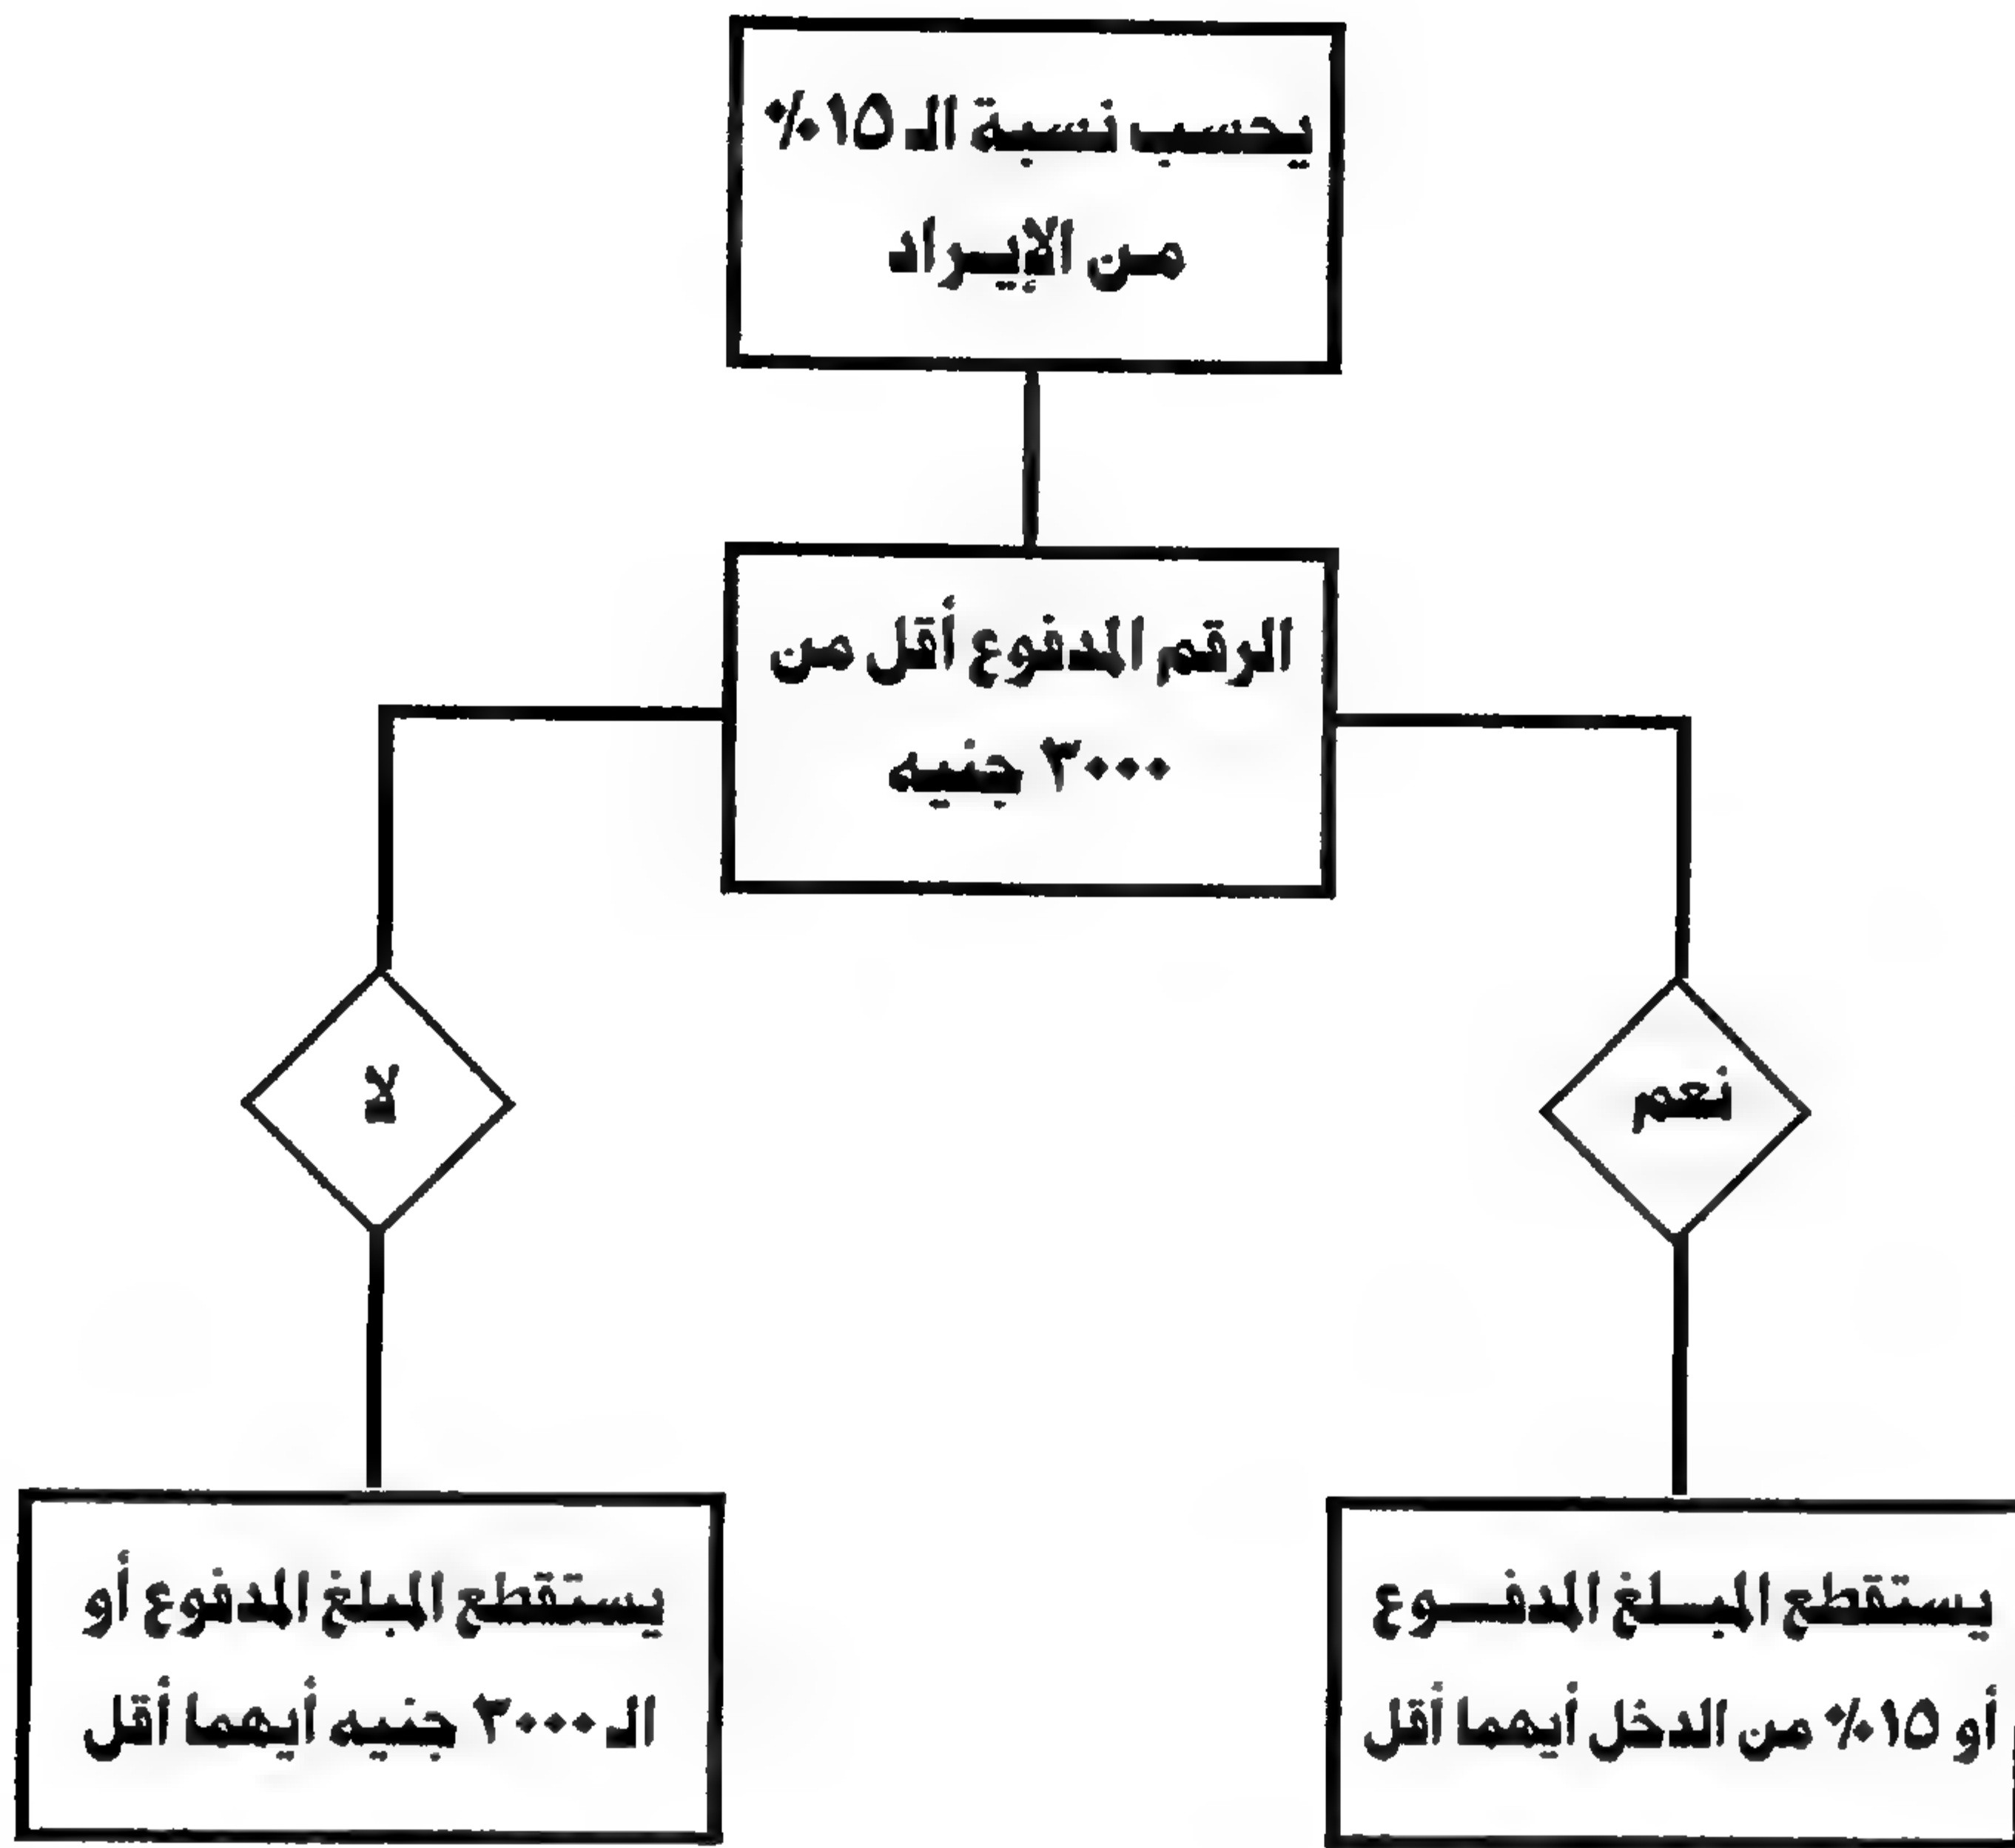 يحسب نسبة الـ ١٥%
من الإيراد
الرقم المدفوع أقل من
٣٠٠٠ جنيه
نعم
لا
يستقطع المبلغ المدفوع
أو ١٥% من الدخل أيهما أقل
يستقطع المبلغ المدفوع أو
الـ ٣٠٠٠ جنيه أيهما أقل